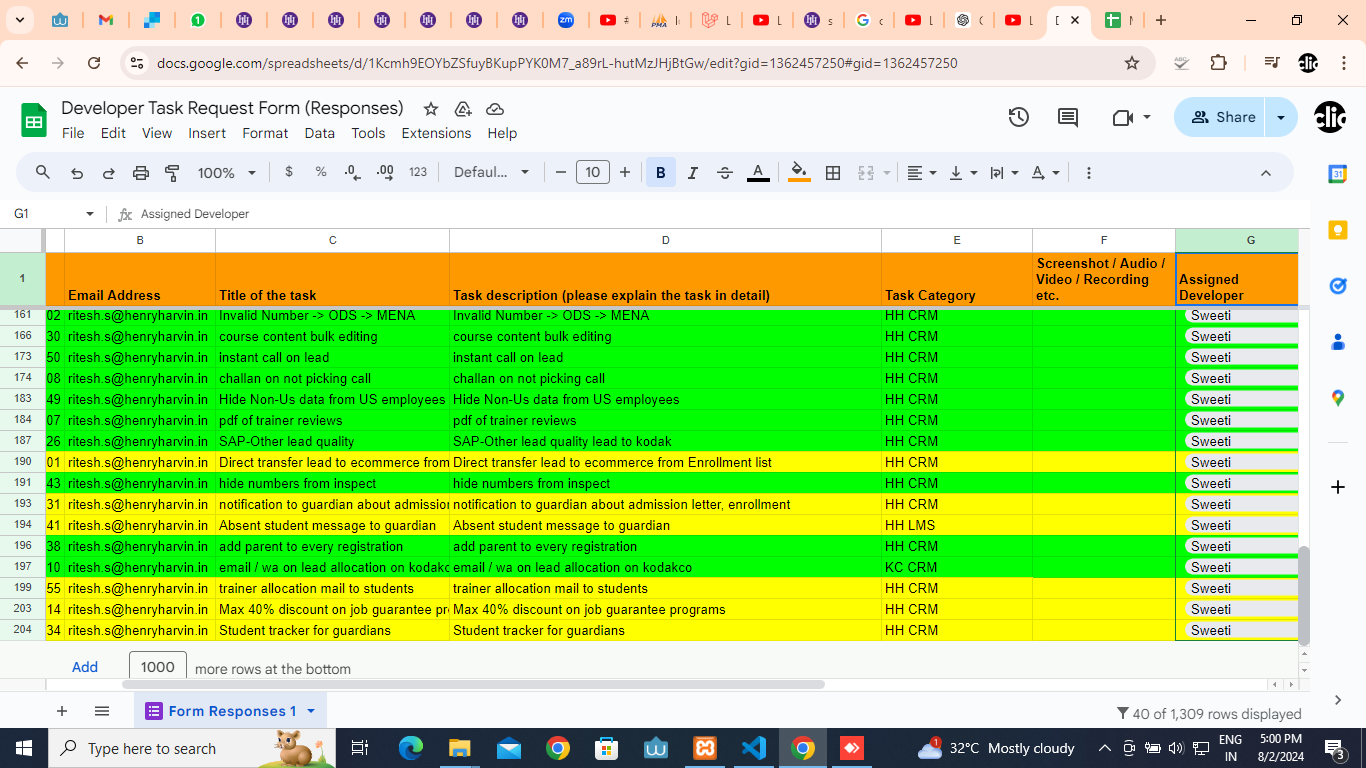 #
l
L
L
s
c
L
C
L
D
N
docs.google.com/spreadsheets/d/1Kcmh9EOYbZSfuyBKupPYK0M7_a89rL-hutMzJHjBtGw/edit?gid=1362457250#gid=1362457250
Developer Task Request Form (Responses)
File Edit View Insert Format Data Tools Extensions Help
Share
100% $ % .0 .00 123 Defaul... 10 B I A
G1 Assigned Developer
B C D E F G
1 Email Address Title of the task Task description (please explain the task in detail) Task Category Screenshot / Audio / Video / Recording etc. Assigned Developer
161 02 ritesh.s@henryharvin.in Invalid Number -> ODS -> MENA Invalid Number -> ODS -> MENA HH CRM Sweeti
166 30 ritesh.s@henryharvin.in course content bulk editing course content bulk editing HH CRM Sweeti
173 50 ritesh.s@henryharvin.in instant call on lead instant call on lead HH CRM Sweeti
174 08 ritesh.s@henryharvin.in challan on not picking call challan on not picking call HH CRM Sweeti
183 49 ritesh.s@henryharvin.in Hide Non-Us data from US employees Hide Non-Us data from US employees HH CRM Sweeti
184 07 ritesh.s@henryharvin.in pdf of trainer reviews pdf of trainer reviews HH CRM Sweeti
187 26 ritesh.s@henryharvin.in SAP-Other lead quality SAP-Other lead quality lead to kodak HH CRM Sweeti
190 01 ritesh.s@henryharvin.in Direct transfer lead to ecommerce from Direct transfer lead to ecommerce from Enrollment list HH CRM Sweeti
191 43 ritesh.s@henryharvin.in hide numbers from inspect hide numbers from inspect HH CRM Sweeti
193 31 ritesh.s@henryharvin.in notification to guardian about admission notification to guardian about admission letter, enrollment HH CRM Sweeti
194 41 ritesh.s@henryharvin.in Absent student message to guardian Absent student message to guardian HH LMS Sweeti
196 38 ritesh.s@henryharvin.in add parent to every registration add parent to every registration HH CRM Sweeti
197 10 ritesh.s@henryharvin.in email / wa on lead allocation on kodakc email / wa on lead allocation on kodakco KC CRM Sweeti
199 55 ritesh.s@henryharvin.in trainer allocation mail to students trainer allocation mail to students HH CRM Sweeti
203 14 ritesh.s@henryharvin.in Max 40% discount on job guarantee pr Max 40% discount on job guarantee programs HH CRM Sweeti
204 34 ritesh.s@henryharvin.in Student tracker for guardians Student tracker for guardians HH CRM Sweeti
Add 1000 more rows at the bottom
Form Responses 1
40 of 1,309 rows displayed
Type here to search
32°C Mostly cloudy
ENG
IN
5:00 PM
8/2/2024
3